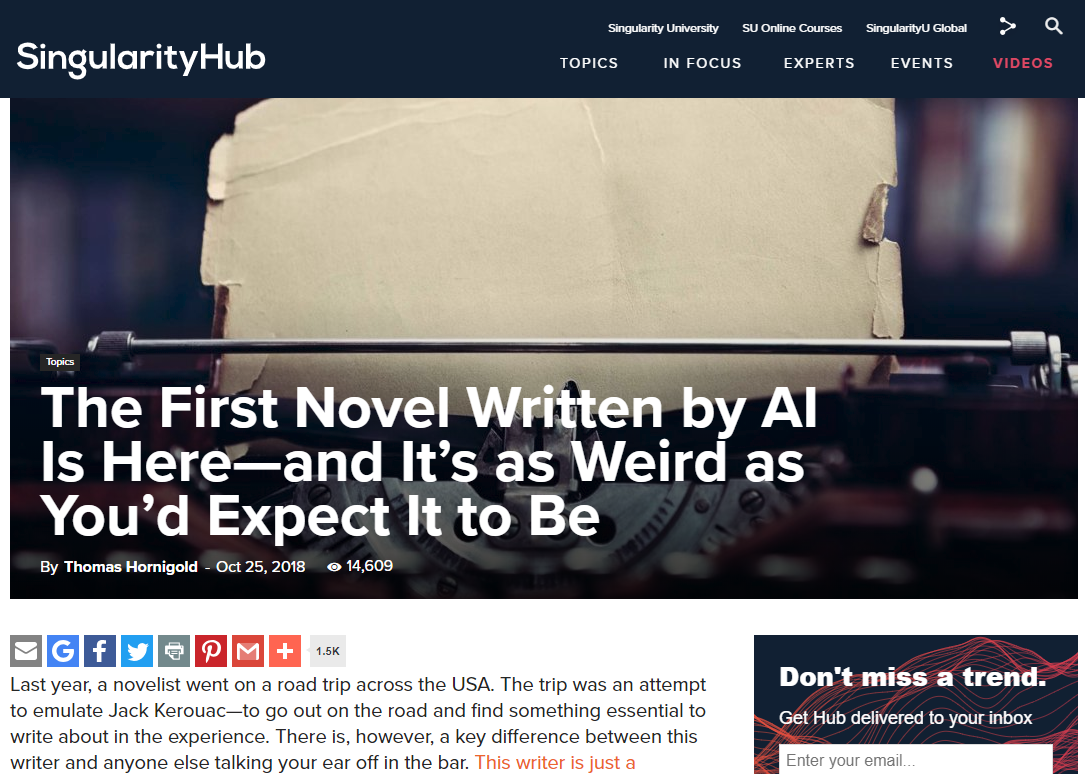 Singularity University SU Online Courses SingularityU Global
SingularityHub
TOPICS IN FOCUS EXPERTS EVENTS VIDEOS
Topics
The First Novel Written by AI
Is Here—and It’s as Weird as
You’d Expect It to Be
By Thomas Hornigold - Oct 25, 2018 14,609
1.5K
Last year, a novelist went on a road trip across the USA. The trip was an attempt
to emulate Jack Kerouac—to go out on the road and find something essential to
write about in the experience. There is, however, a key difference between this
writer and anyone else talking your ear off in the bar. This writer is just a
Don't miss a trend.
Get Hub delivered to your inbox
Enter your email...